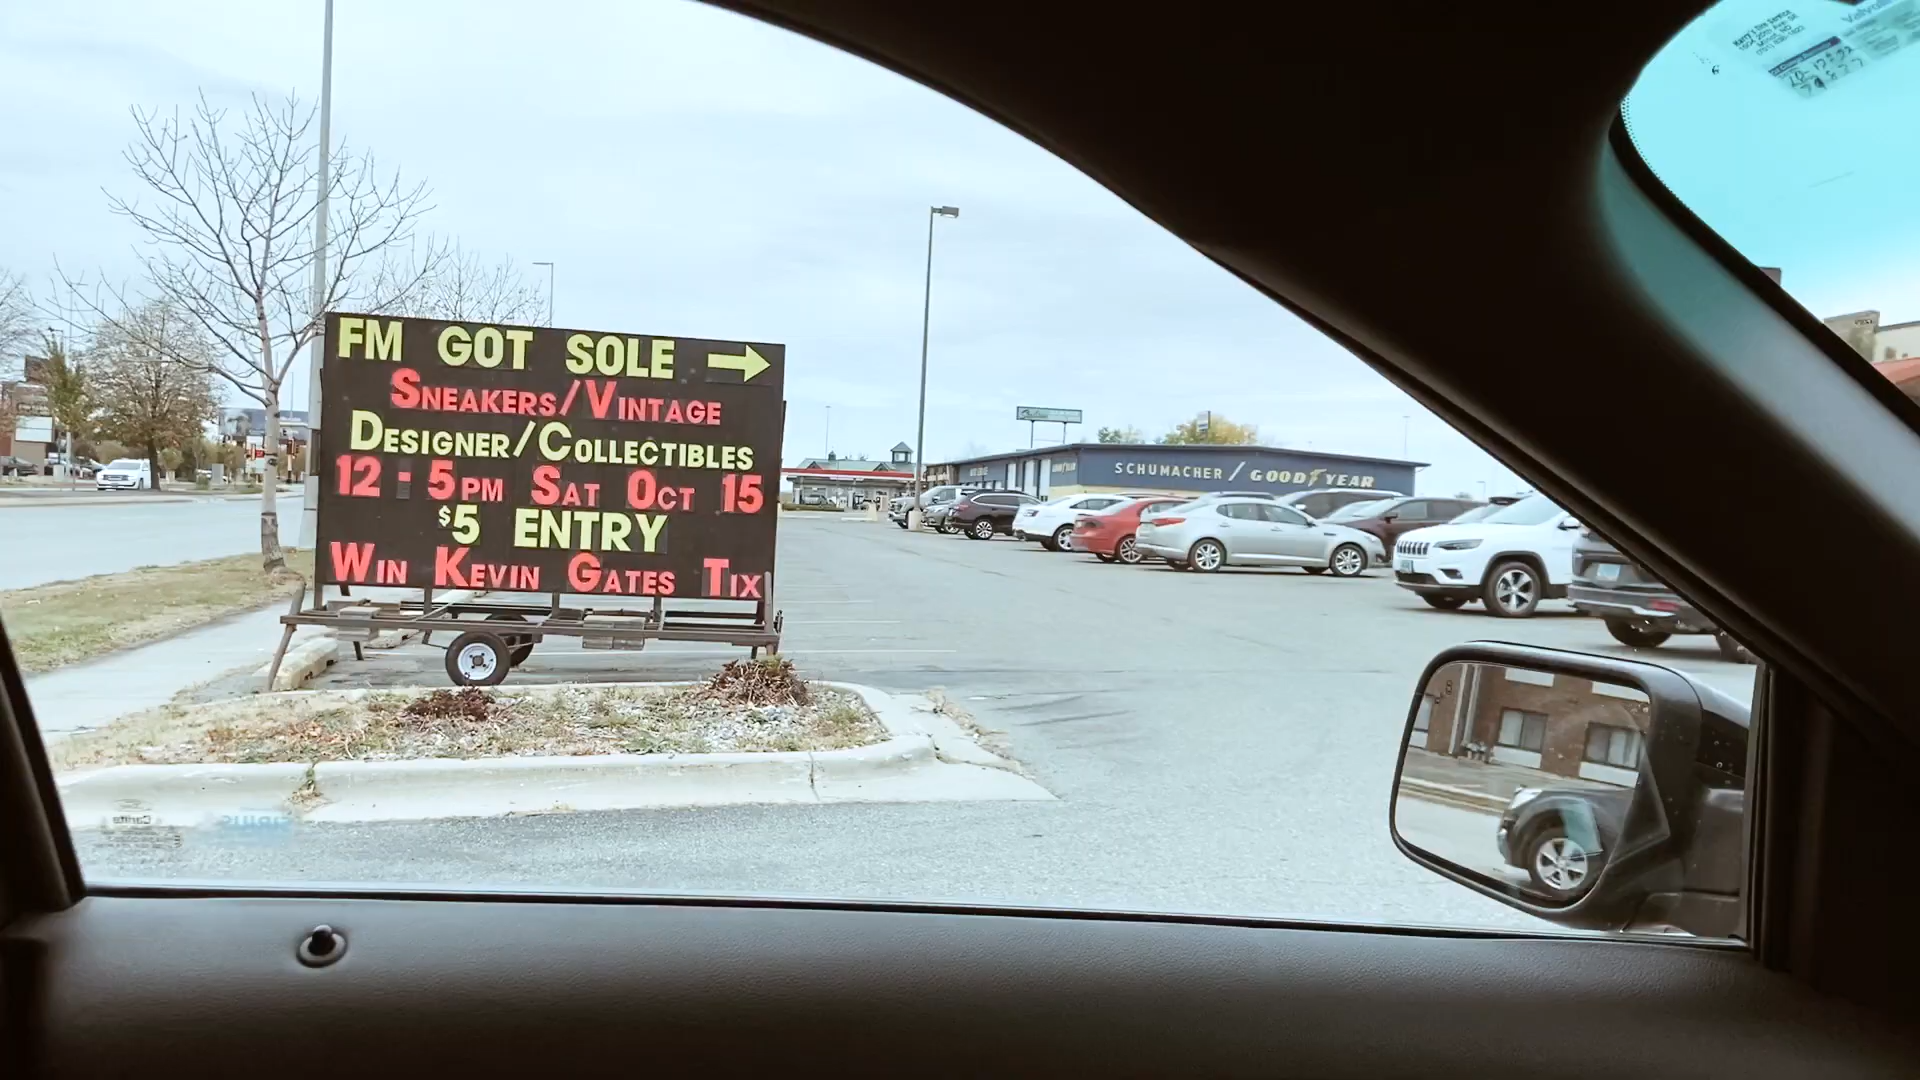 FM GOT SOLE →
SNEAKERS/VINTAGE
DESIGNER/COLLECTIBLES
12 - 5PM SAT OCT 15
$5 ENTRY
WIN KEVIN GATES TIX
SCHUMACHER / GOODYEAR